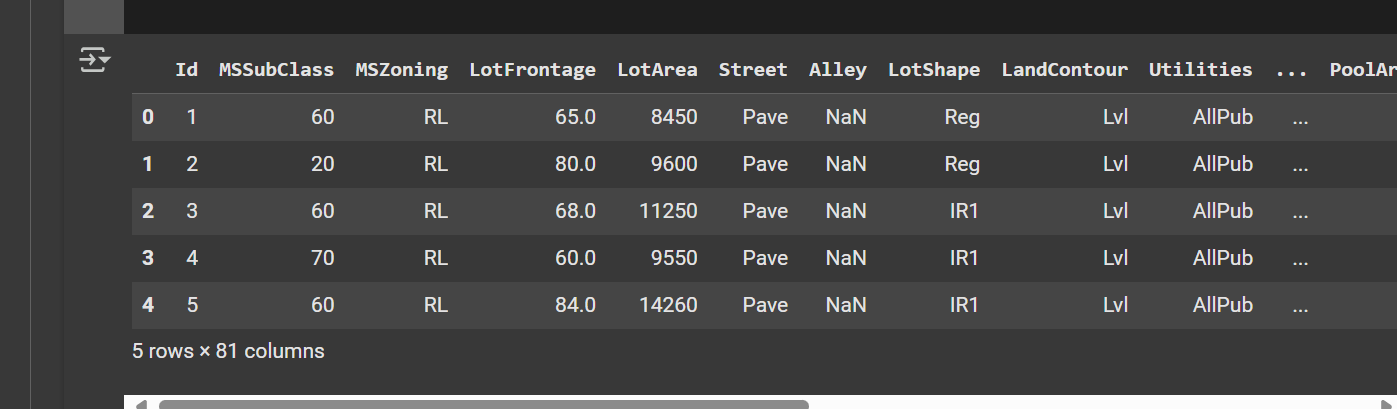 Id MSSubClass MSZoning LotFrontage LotArea Street Alley LotShape LandContour Utilities ... PoolAr
0 1 60 RL 65.0 8450 Pave NaN Reg Lvl AllPub ...
1 2 20 RL 80.0 9600 Pave NaN Reg Lvl AllPub ...
2 3 60 RL 68.0 11250 Pave NaN IR1 Lvl AllPub ...
3 4 70 RL 60.0 9550 Pave NaN IR1 Lvl AllPub ...
4 5 60 RL 84.0 14260 Pave NaN IR1 Lvl AllPub ...
5 rows × 81 columns